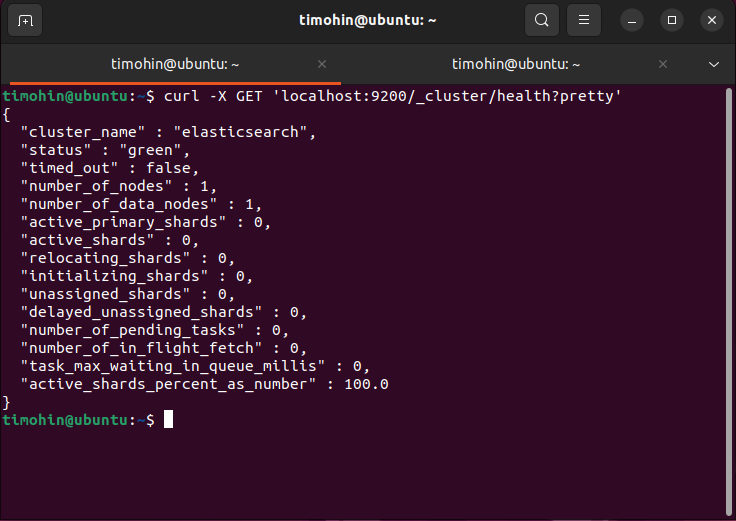 timohin@ubuntu: ~
timohin@ubuntu: ~
timohin@ubuntu: ~
timohin@ubuntu:~$ curl -X GET 'localhost:9200/_cluster/health?pretty'
{
  "cluster_name" : "elasticsearch",
  "status" : "green",
  "timed_out" : false,
  "number_of_nodes" : 1,
  "number_of_data_nodes" : 1,
  "active_primary_shards" : 0,
  "active_shards" : 0,
  "relocating_shards" : 0,
  "initializing_shards" : 0,
  "unassigned_shards" : 0,
  "delayed_unassigned_shards" : 0,
  "number_of_pending_tasks" : 0,
  "number_of_in_flight_fetch" : 0,
  "task_max_waiting_in_queue_millis" : 0,
  "active_shards_percent_as_number" : 100.0
}
timohin@ubuntu:~$